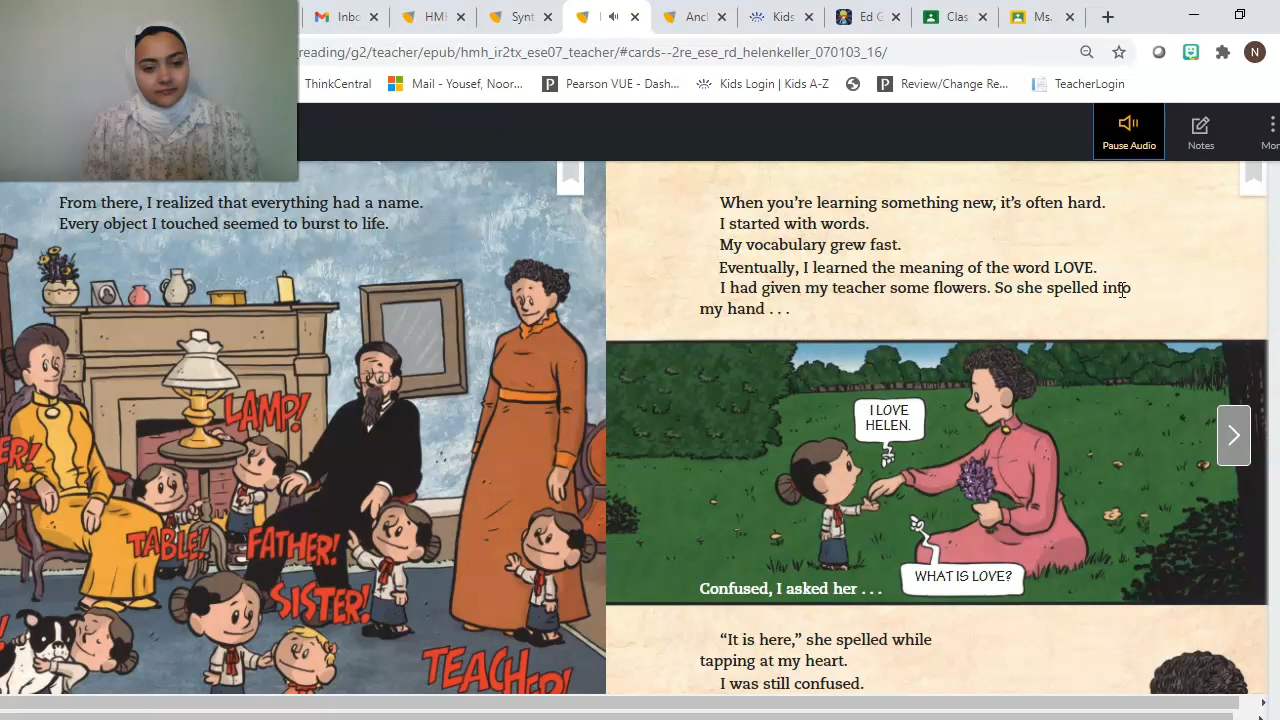 Inbc
HMH
Synt
Ancl
Kids
Ed G
Clas
Ms.
N
reading/g2/teacher/epub/hmh_ir2tx_ese07_teacher/#cards--2re_ese_rd_helenkeller_070103_16/
ThinkCentral
Mail - Yousef, Noor...
Pearson VUE - Dash...
Kids Login | Kids A-Z
Review/Change Re...
TeacherLogin
Pause Audio
Notes
From there, I realized that everything had a name.
Every object I touched seemed to burst to life.
LAMP!
ER!
TABLE!
FATHER!
SISTER!
TEACHER!
When you're learning something new, it's often hard.
I started with words.
My vocabulary grew fast.
Eventually, I learned the meaning of the word LOVE.
I had given my teacher some flowers. So she spelled into
my hand . . .
I LOVE
HELEN.
WHAT IS LOVE?
Confused, I asked her . . .
"It is here," she spelled while
tapping at my heart.
I was still confused.